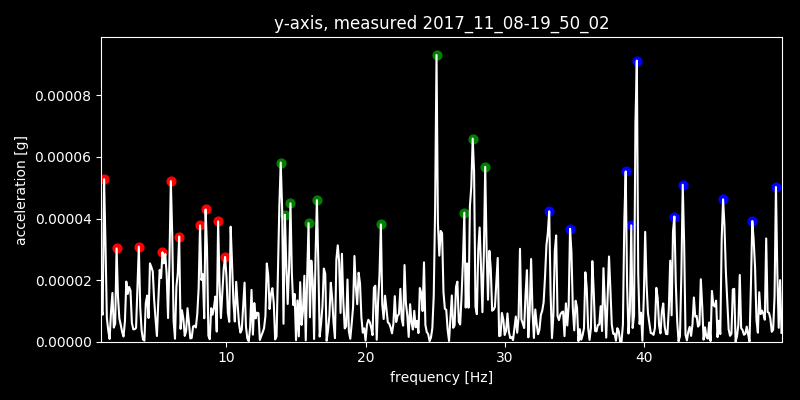 y-axis, measured 2017_11_08-19_50_02
acceleration [g]
0.00008
0.00006
0.00004
0.00002
0.00000
10 20 30 40
frequency [Hz]